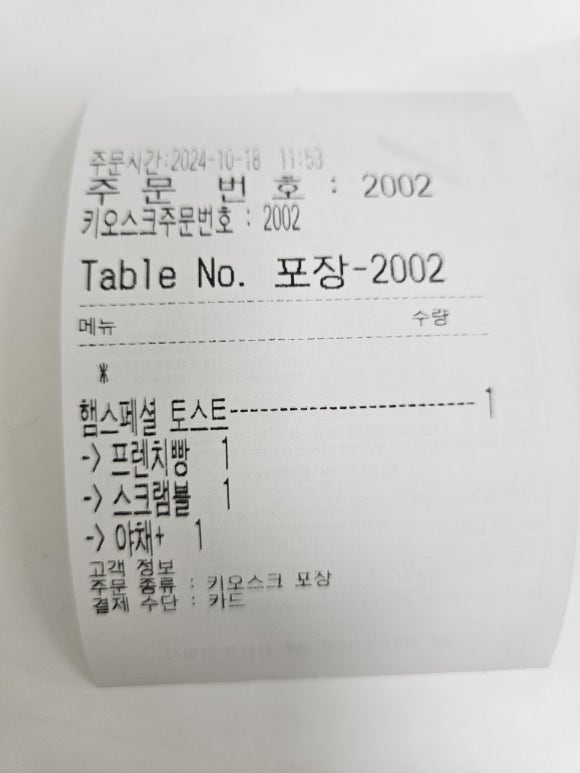 주문시간:2024-10-18 11:53
주 문 번 호 : 2002
키오스크주문번호 : 2002
Table No. 포장-2002
메뉴 수량
*
햄스페셜 토스트------------------------- 1
-> 프렌치빵 1
-> 스크램블 1
-> 야채+ 1
고객 정보
주문 종류 : 키오스크 포장
결제 수단 : 카드